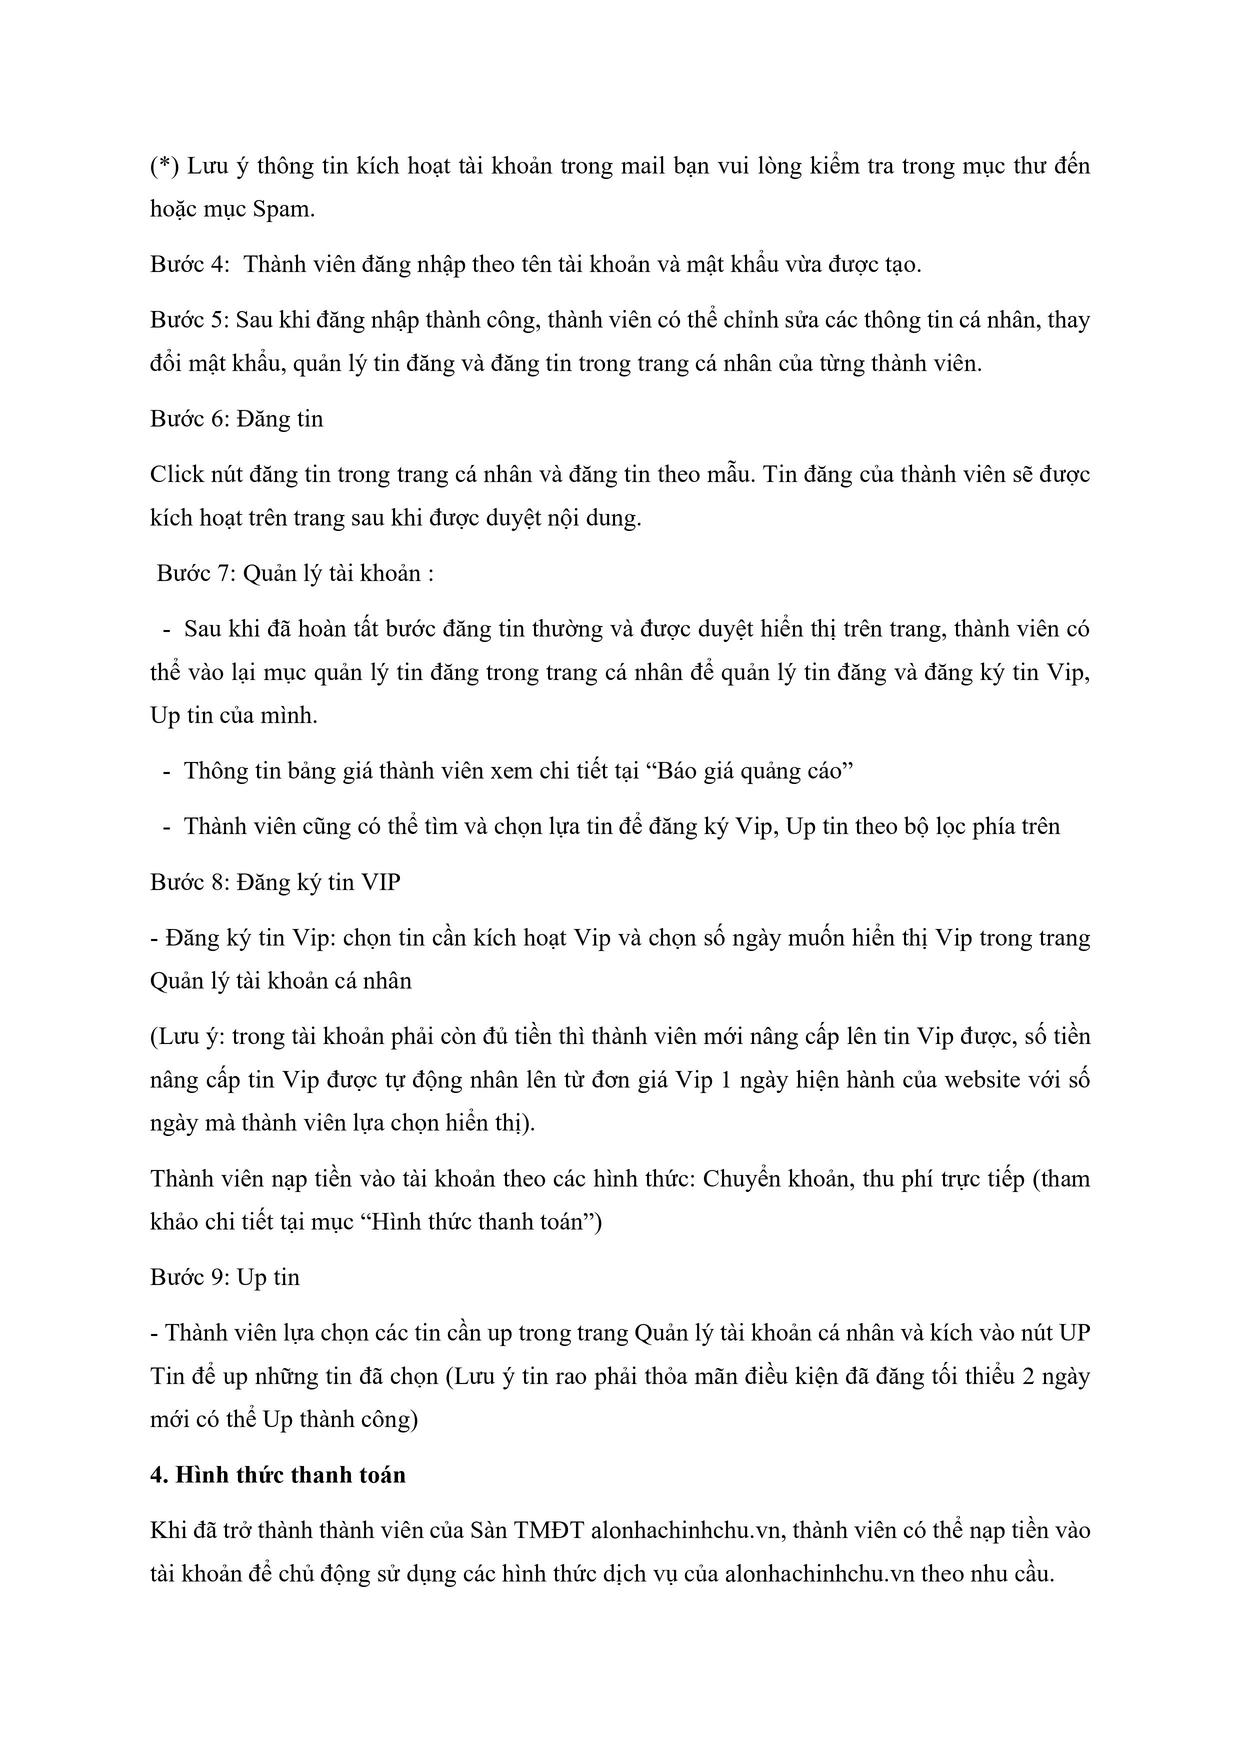 (*) Lưu ý thông tin kích hoạt tài khoản trong mail bạn vui lòng kiểm tra trong mục thư đến
hoặc mục Spam.
Bước 4:  Thành viên đăng nhập theo tên tài khoản và mật khẩu vừa được tạo.
Bước 5: Sau khi đăng nhập thành công, thành viên có thể chỉnh sửa các thông tin cá nhân, thay
đổi mật khẩu, quản lý tin đăng và đăng tin trong trang cá nhân của từng thành viên.
Bước 6: Đăng tin
Click nút đăng tin trong trang cá nhân và đăng tin theo mẫu. Tin đăng của thành viên sẽ được
kích hoạt trên trang sau khi được duyệt nội dung.
Bước 7: Quản lý tài khoản :
- Sau khi đã hoàn tất bước đăng tin thường và được duyệt hiển thị trên trang, thành viên có
thể vào lại mục quản lý tin đăng trong trang cá nhân để quản lý tin đăng và đăng ký tin Vip,
Up tin của mình.
- Thông tin bảng giá thành viên xem chi tiết tại “Báo giá quảng cáo”
- Thành viên cũng có thể tìm và chọn lựa tin để đăng ký Vip, Up tin theo bộ lọc phía trên
Bước 8: Đăng ký tin VIP
- Đăng ký tin Vip: chọn tin cần kích hoạt Vip và chọn số ngày muốn hiển thị Vip trong trang
Quản lý tài khoản cá nhân
(Lưu ý: trong tài khoản phải còn đủ tiền thì thành viên mới nâng cấp lên tin Vip được, số tiền
nâng cấp tin Vip được tự động nhân lên từ đơn giá Vip 1 ngày hiện hành của website với số
ngày mà thành viên lựa chọn hiển thị).
Thành viên nạp tiền vào tài khoản theo các hình thức: Chuyển khoản, thu phí trực tiếp (tham
khảo chi tiết tại mục “Hình thức thanh toán”)
Bước 9: Up tin
- Thành viên lựa chọn các tin cần up trong trang Quản lý tài khoản cá nhân và kích vào nút UP
Tin để up những tin đã chọn (Lưu ý tin rao phải thỏa mãn điều kiện đã đăng tối thiểu 2 ngày
mới có thể Up thành công)
4. Hình thức thanh toán
Khi đã trở thành thành viên của Sàn TMĐT alonhachinhchu.vn, thành viên có thể nạp tiền vào
tài khoản để chủ động sử dụng các hình thức dịch vụ của alonhachinhchu.vn theo nhu cầu.